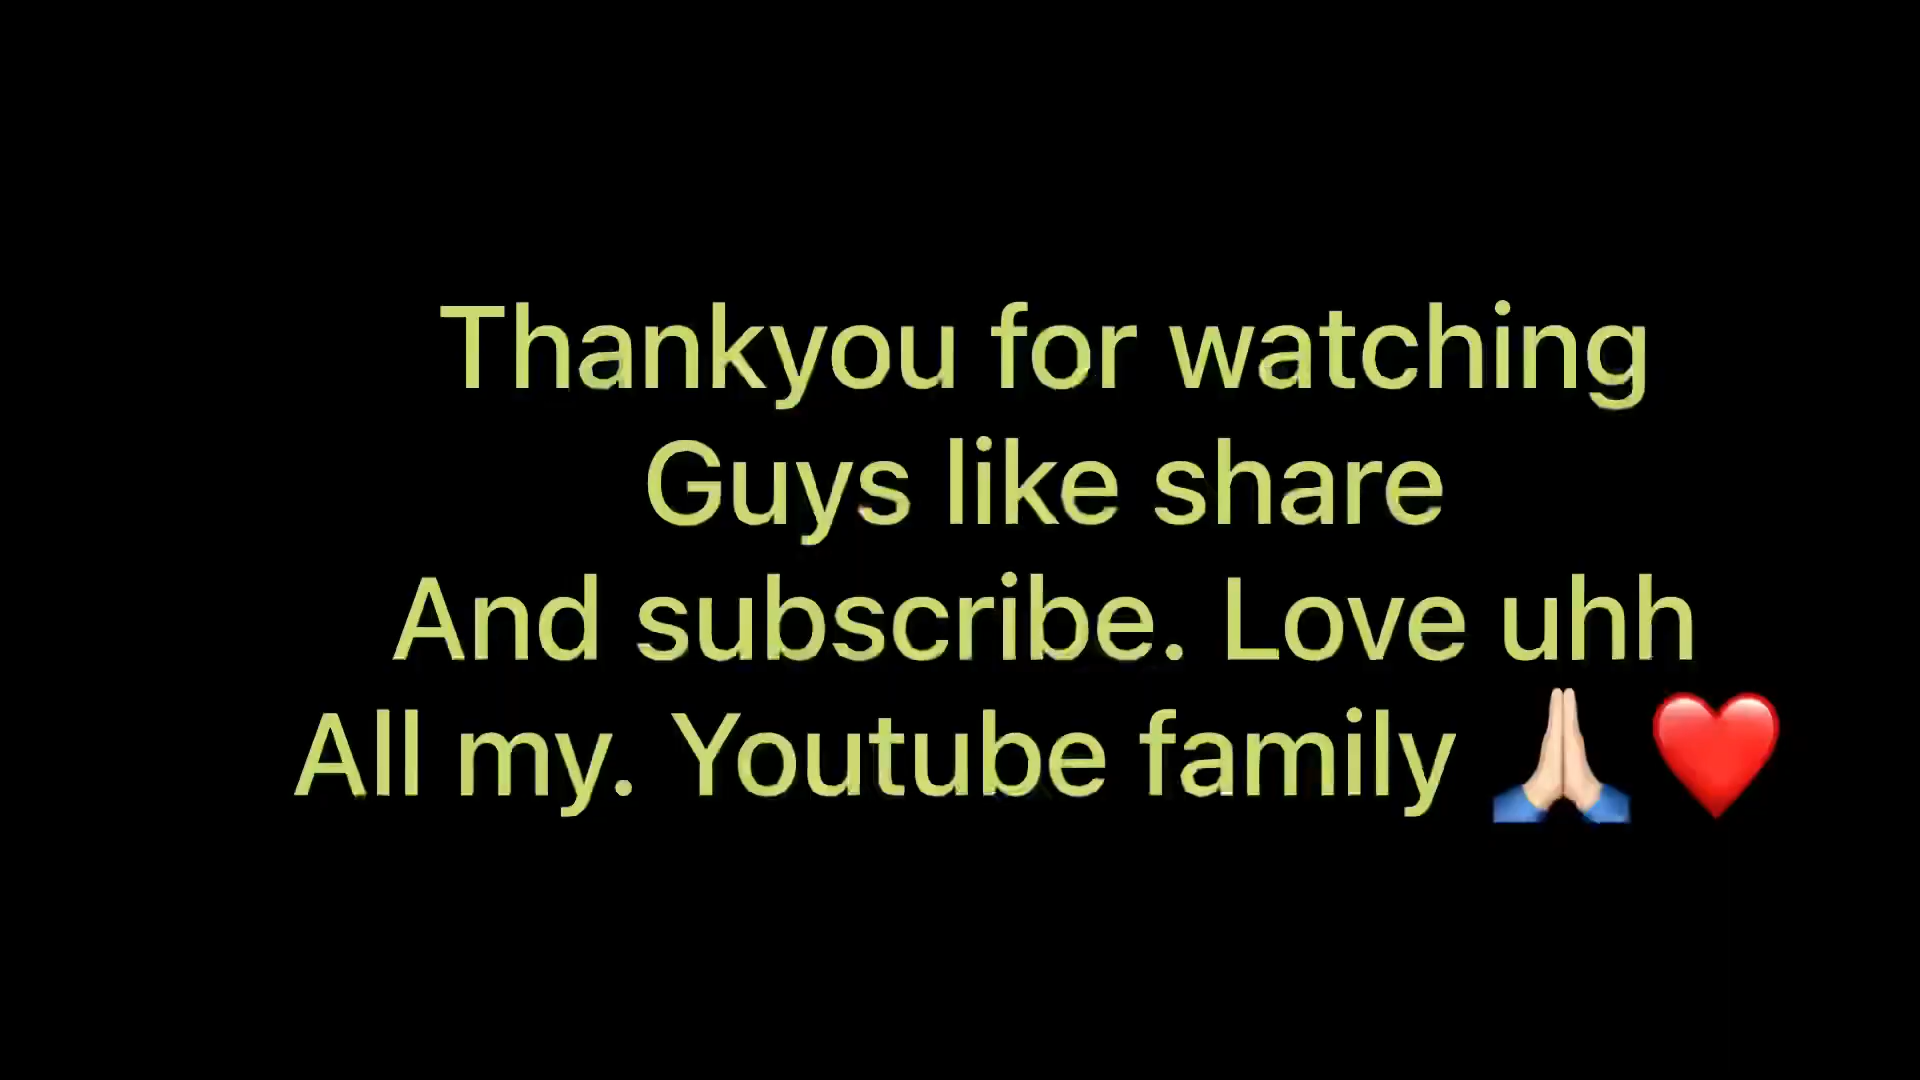 Thankyou for watching
Guys like share
And subscribe. Love uhh
All my. Youtube family 🙏🏻❤️